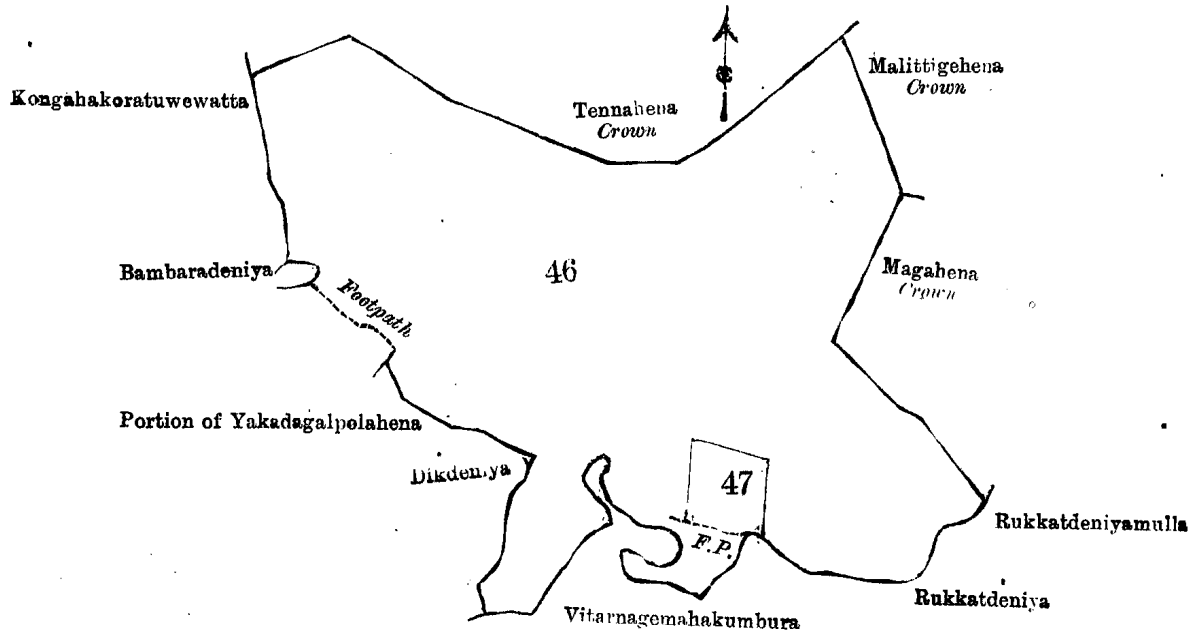 Malittigehena
Crown
Kongahakoratuwewatta
Tennahena
Crown
Bambaradeniya
46
Magahena
Crown
Footpath
Portion of Yakadagalpolahena
Dikdeniya
47
Rukkatdeniyamulla
F.P.
Rukkatdeniya
Vitarnagemahakumbura